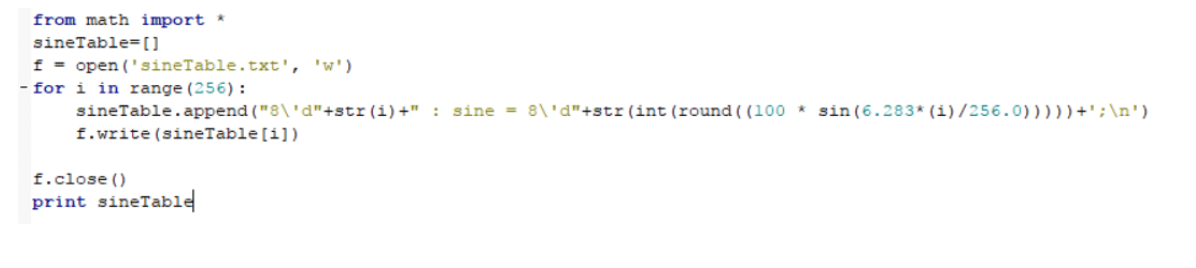 from math import *
sineTable=[]
f = open('sineTable.txt', 'w')
for i in range(256):
    sineTable.append("8\'d"+str(i)+" : sine = 8\'d"+str(int(round((100 * sin(6.283*(i)/256.0)))))+';\n')
    f.write(sineTable[i])

f.close()
print sineTable